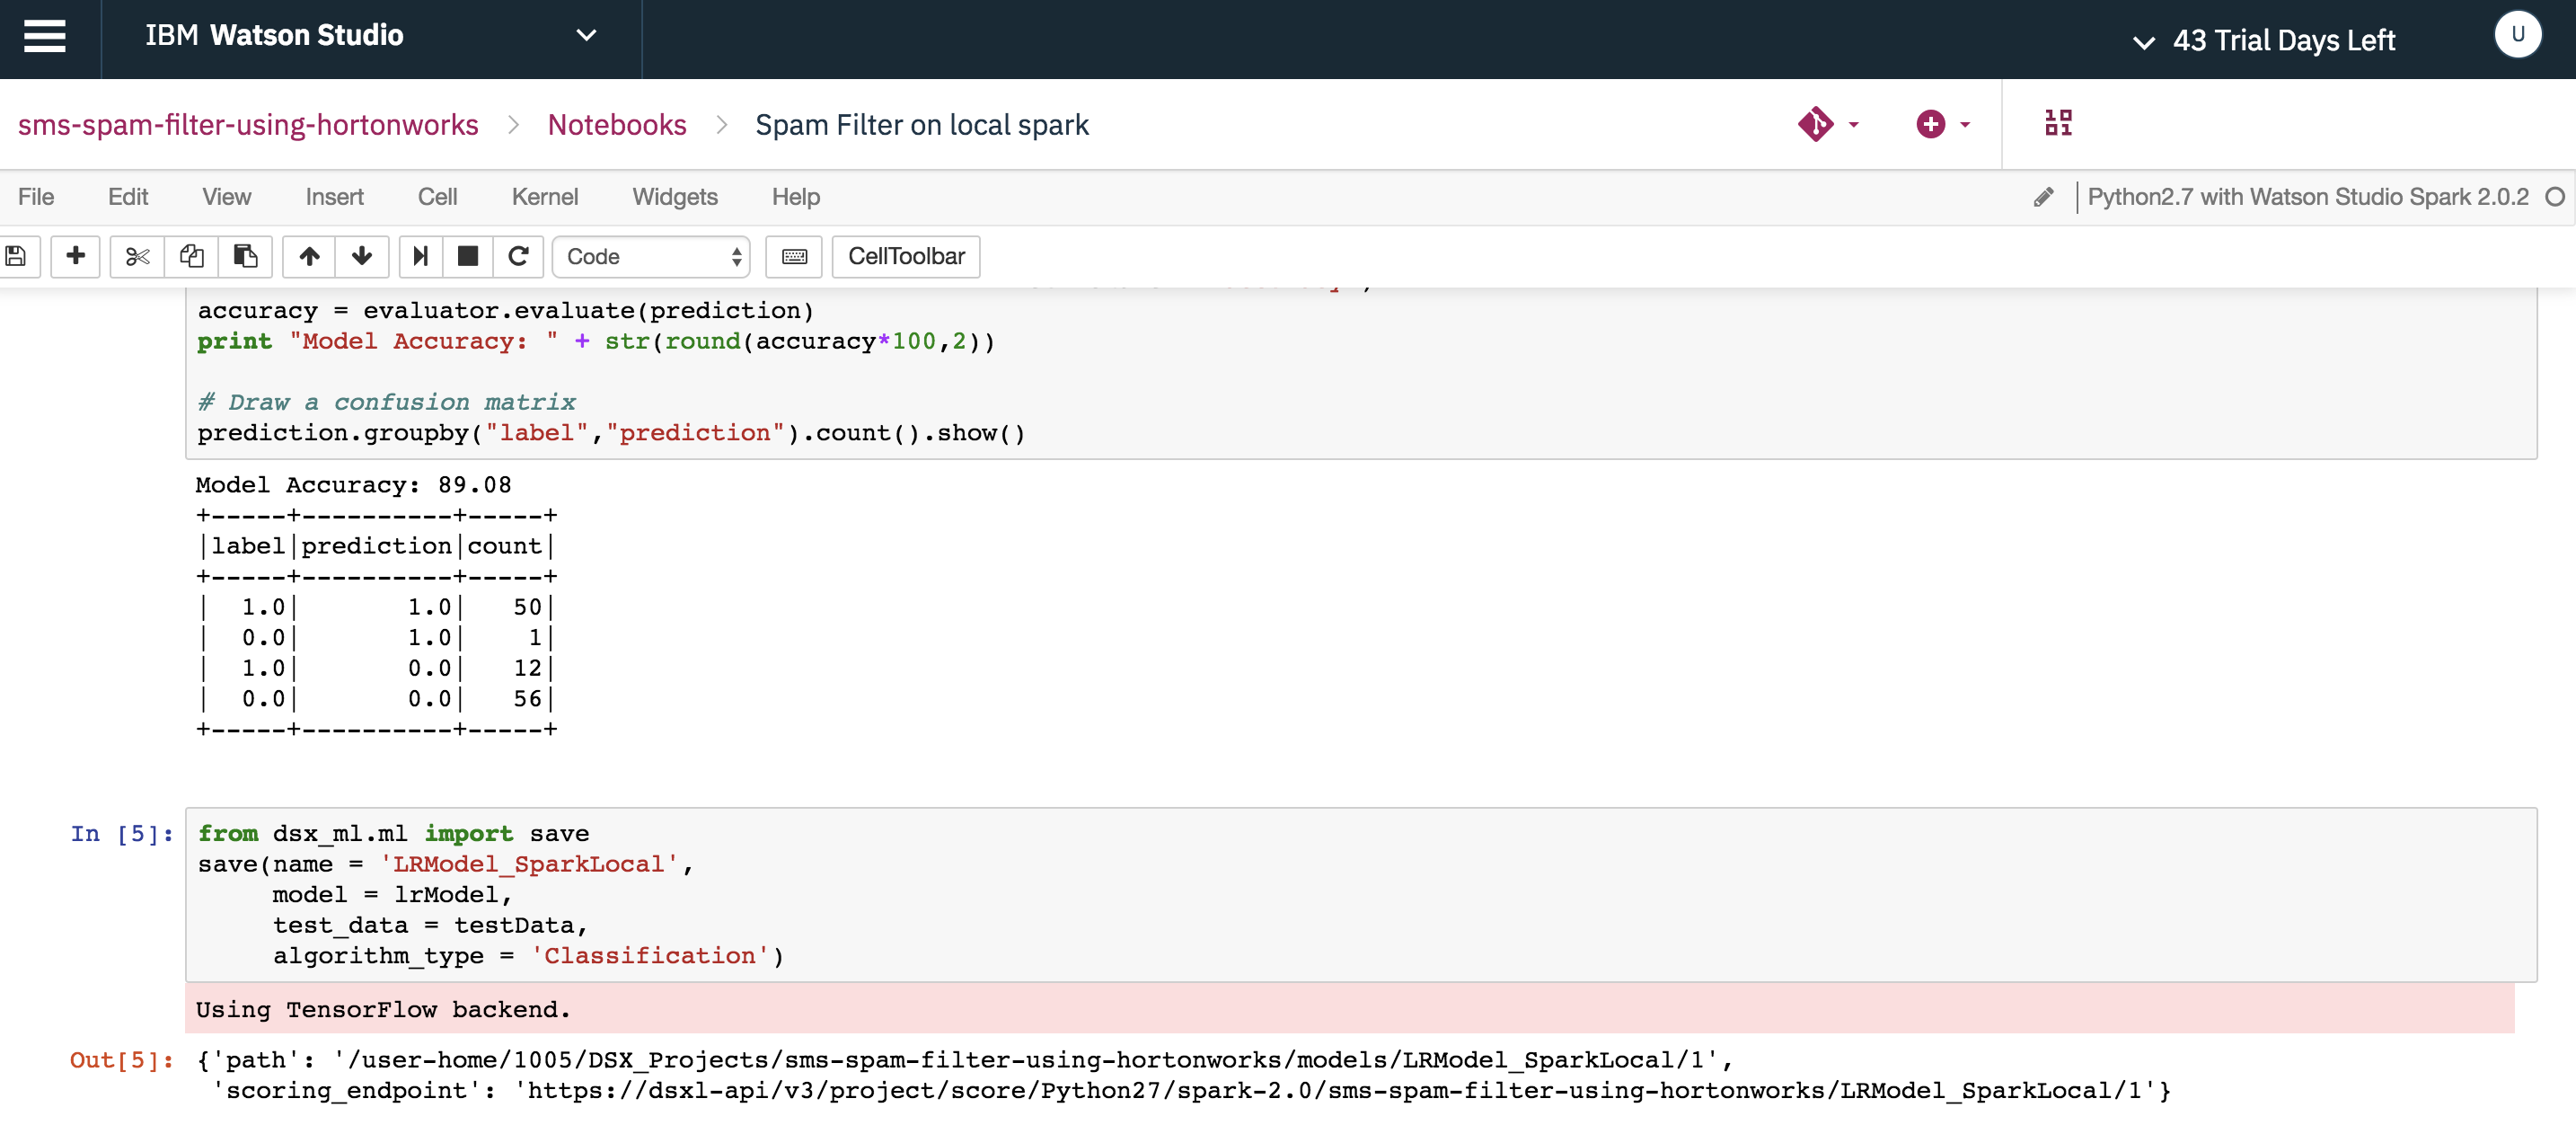 IBM Watson Studio
43 Trial Days Left
U
sms-spam-filter-using-hortonworks > Notebooks > Spam Filter on local spark
File Edit View Insert Cell Kernel Widgets Help
Python2.7 with Watson Studio Spark 2.0.2
Code
CellToolbar
accuracy = evaluator.evaluate(prediction)
print "Model Accuracy: " + str(round(accuracy*100,2))
# Draw a confusion matrix
prediction.groupby("label","prediction").count().show()
Model Accuracy: 89.08
+-----+----------+-----+
|label|prediction|count|
+-----+----------+-----+
|  1.0|       1.0|   50|
|  0.0|       1.0|    1|
|  1.0|       0.0|   12|
|  0.0|       0.0|   56|
+-----+----------+-----+
In [5]: from dsx_ml.ml import save
save(name = 'LRModel_SparkLocal',
     model = lrModel,
     test_data = testData,
     algorithm_type = 'Classification')
Using TensorFlow backend.
Out[5]: {'path': '/user-home/1005/DSX_Projects/sms-spam-filter-using-hortonworks/models/LRModel_SparkLocal/1',
 'scoring_endpoint': 'https://dsxl-api/v3/project/score/Python27/spark-2.0/sms-spam-filter-using-hortonworks/LRModel_SparkLocal/1'}